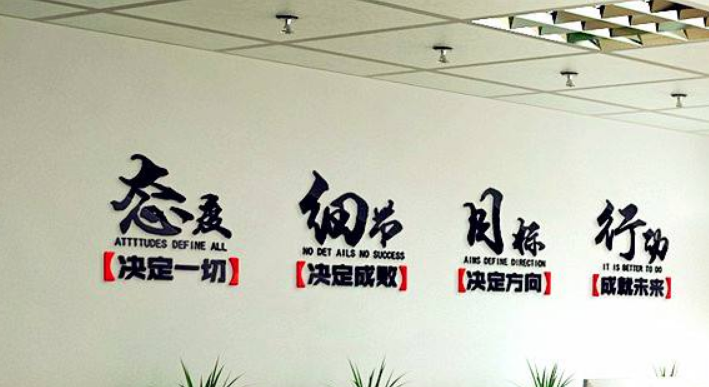 态度
ATTTTUDES DEFINE ALL
【决定一切】
细节
NO DET AILS NO SUCCESS
【决定成败】
目标
AIMS DEFINE DIRECTION
【决定方向】
行动
IT IS BETTER TO DO
【成就未来】